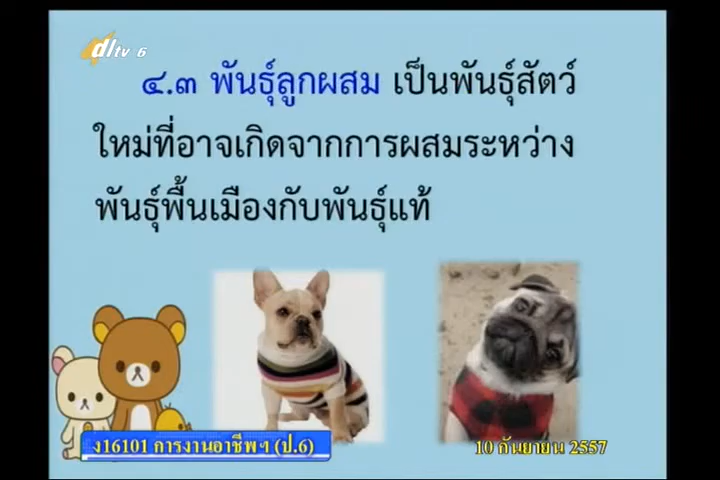 dltv 6
๔.๓ พันธุ์ลูกผสม เป็นพันธุ์สัตว์
ใหม่ที่อาจเกิดจากการผสมระหว่าง
พันธุ์พื้นเมืองกับพันธุ์แท้
ง16101 การงานอาชีพฯ (ป.6)
10 กันยายน 2557